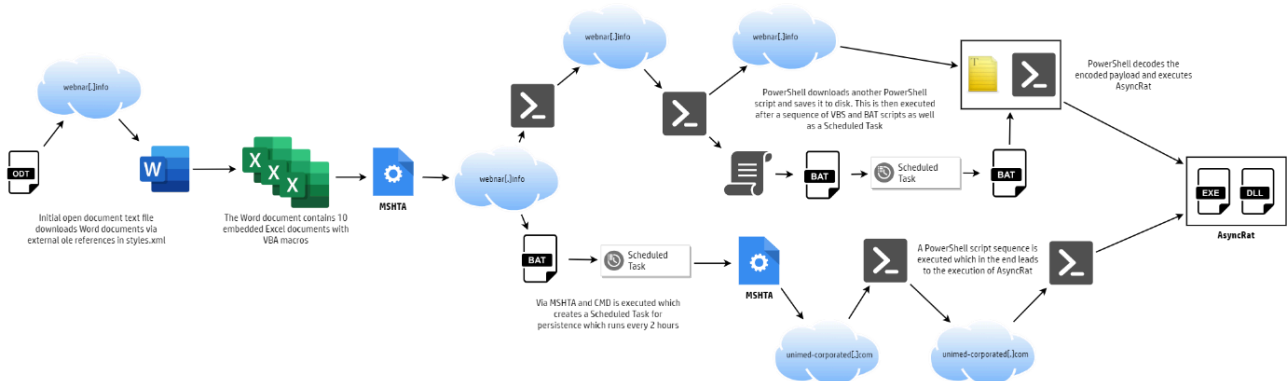 webnar[.]info
ODT
W
Initial open document text file
downloads Word documents via
external ole references in styles.xml
X
X
X
The Word document contains 10
embedded Excel documents with
VBA macros
MSHTA
webnar[.]info
webnar[.]info
webnar[.]info
PowerShell downloads another PowerShell
script and saves it to disk. This is then executed
after a sequence of VBS and BAT scripts as well
as a Scheduled Task
BAT
Scheduled
Task
BAT
PowerShell decodes the
encoded payload and executes
AsyncRat
BAT
Scheduled
Task
Via MSHTA and CMD is executed which
creates a Scheduled Task for
persistence which runs every 2 hours
MSHTA
unimed-corporated[.]com
A PowerShell script sequence is
executed which in the end leads
to the execution of AsyncRat
unimed-corporated[.]com
EXE
DLL
AsyncRat